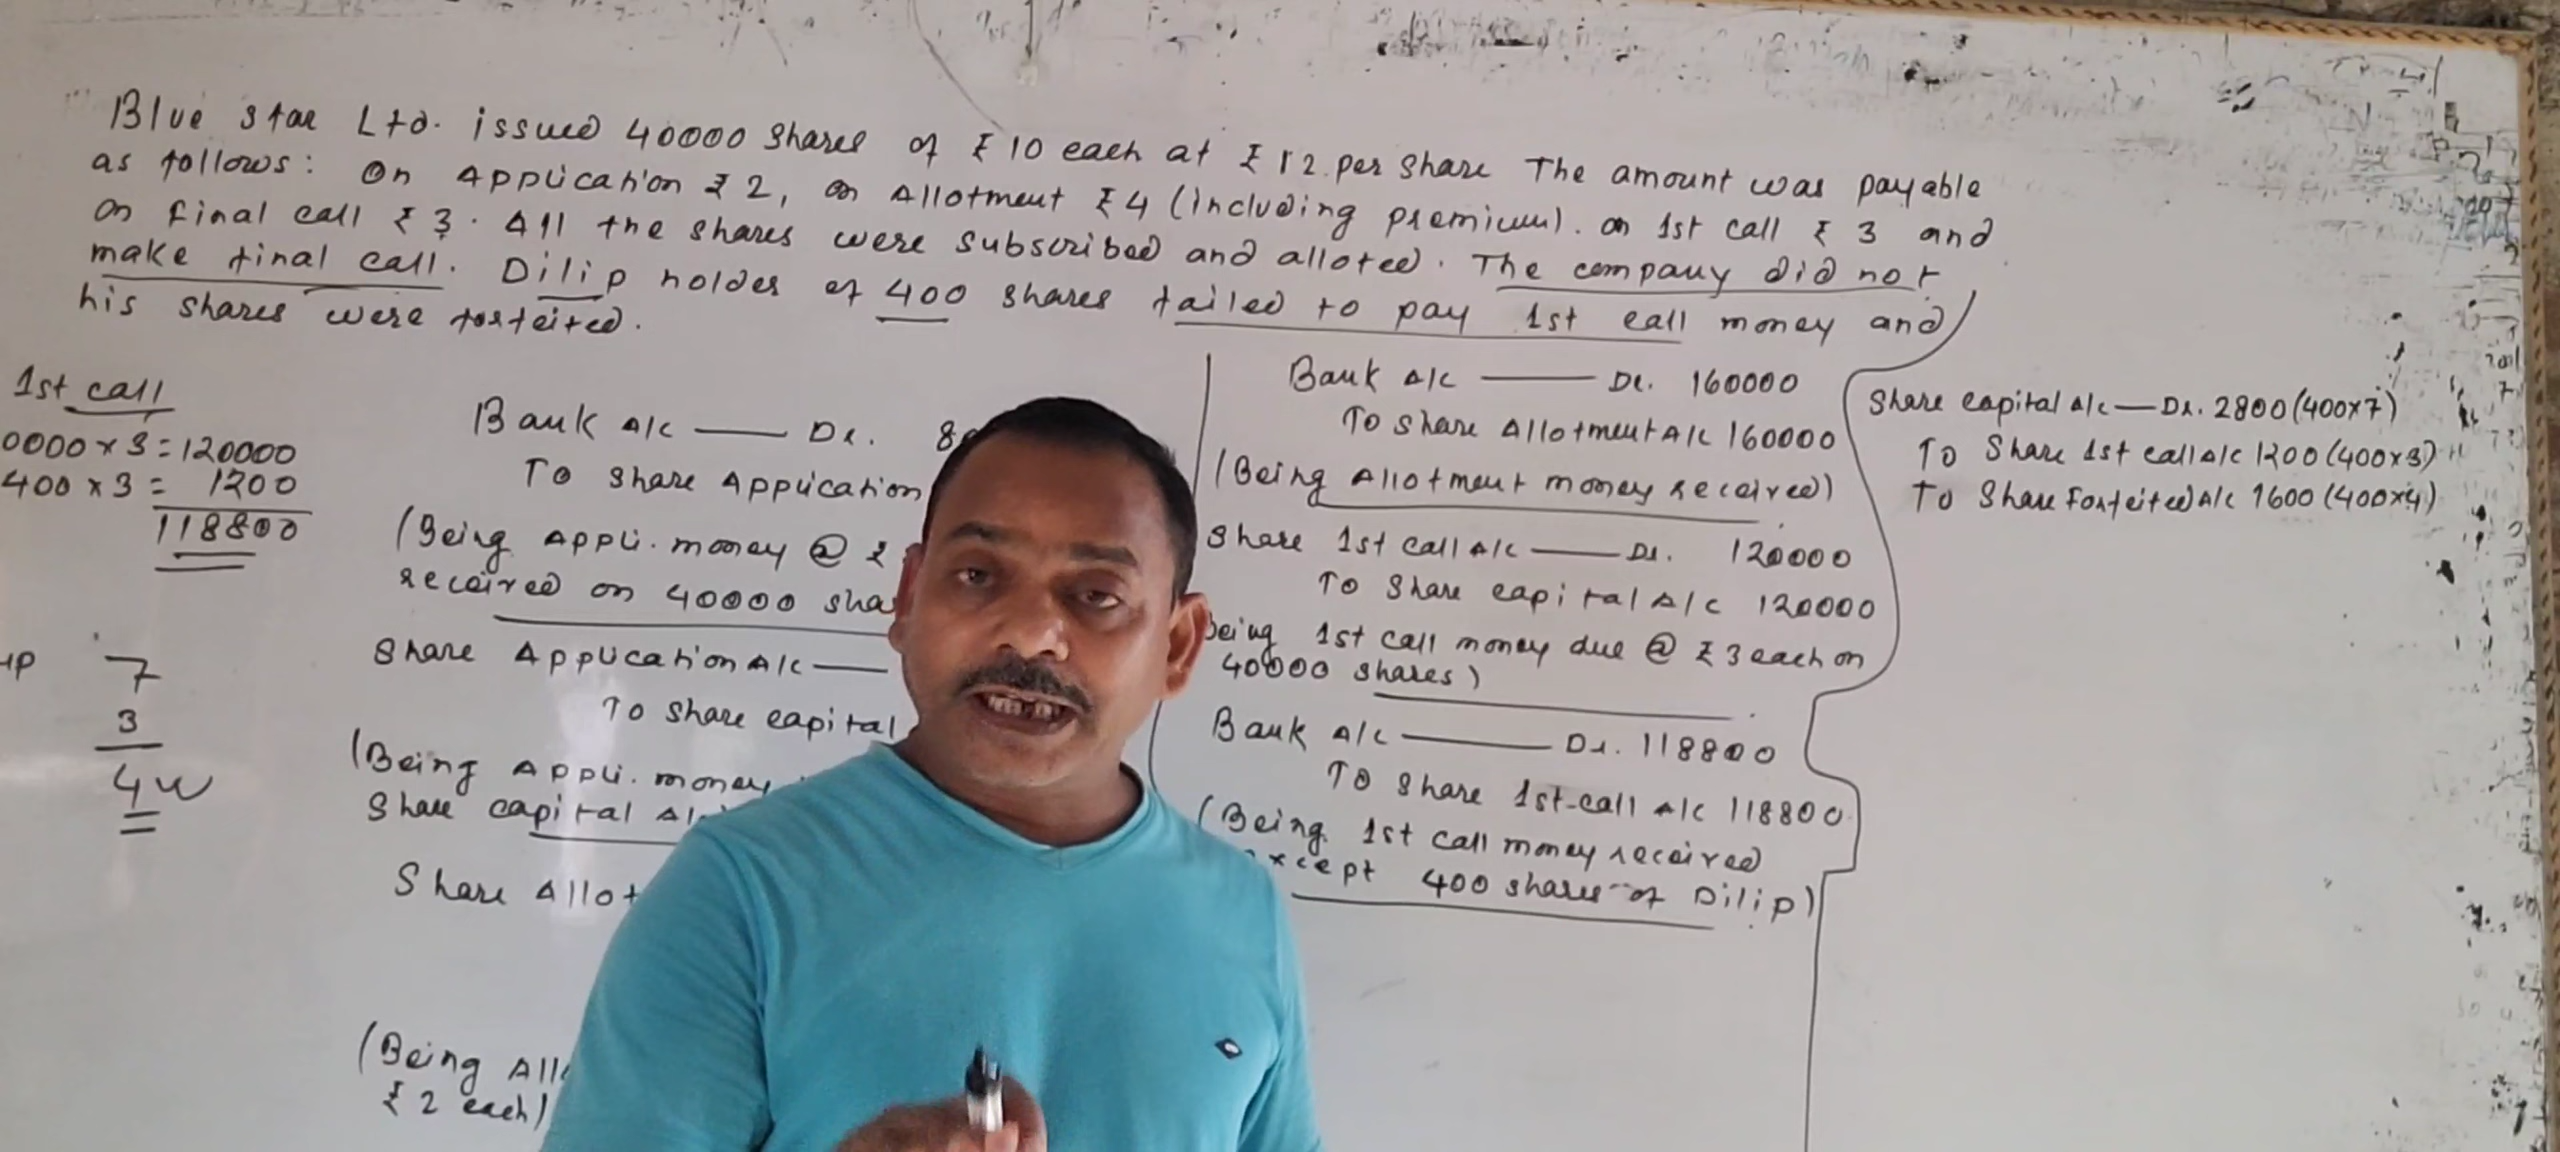 Blue Star Ltd. issued 40000 shares of ₹10 each at ₹12 per share The amount was payable
as follows: On Application ₹2, on Allotment ₹4 (including premium). on 1st call ₹3 and
on final call ₹3. All the shares were subscribed and alloted. The company did not
make final call. Dilip holder of 400 shares failed to pay 1st call money and
his shares were forfeited.
1st call
0000 x 3 = 120000
400 x 3 = 1200
118800
7
3
4
Bank A/c — Dr.
To Share Application
(Being Appli. money @ ₹
received on 40000 sha
Share Application A/c —
To Share capital
(Being Appli. money
Share capital A/
Share Allot
(Being All
₹2 each)
Bank A/c — Dr. 160000
To Share Allotment A/c 160000
(Being Allotment money received)
Share 1st call A/c — Dr. 120000
To Share capital A/c 120000
Being 1st call money due @ ₹3 each on
40000 shares)
Bank A/c — Dr. 118800
To Share 1st-call A/c 118800
(Being 1st call money received
xcept 400 shares of Dilip)
Share capital A/c — Dr. 2800 (400x7)
To Share 1st call A/c 1200 (400x3)
To Share Forfeited A/c 1600 (400x4)